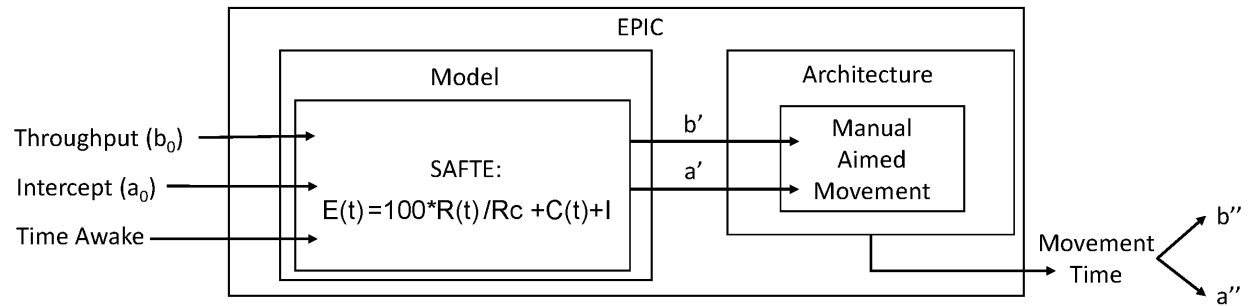 EPIC
Model
Architecture
Throughput (b₀)
Intercept (a₀)
Time Awake
SAFTE:
E(t)=100*R(t)/Rc +C(t)+I
b’
a’
Manual
Aimed
Movement
Movement
Time
b’’
a’’